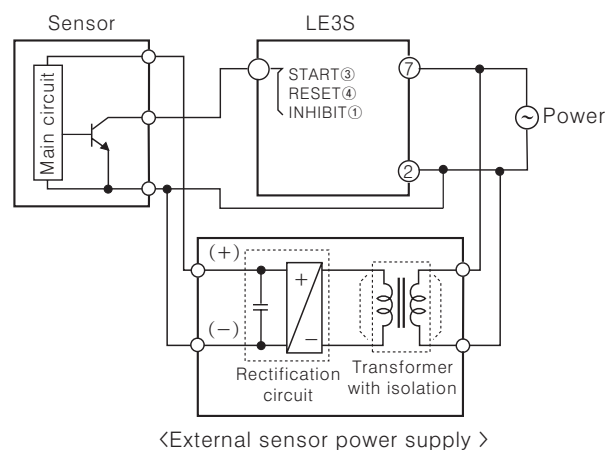 Sensor
LE3S
Main circuit
START③
RESET④
INHIBIT①
⑦
②
~
Power
(+)
(−)
+
−
Rectification
circuit
Transformer
with isolation
<External sensor power supply >